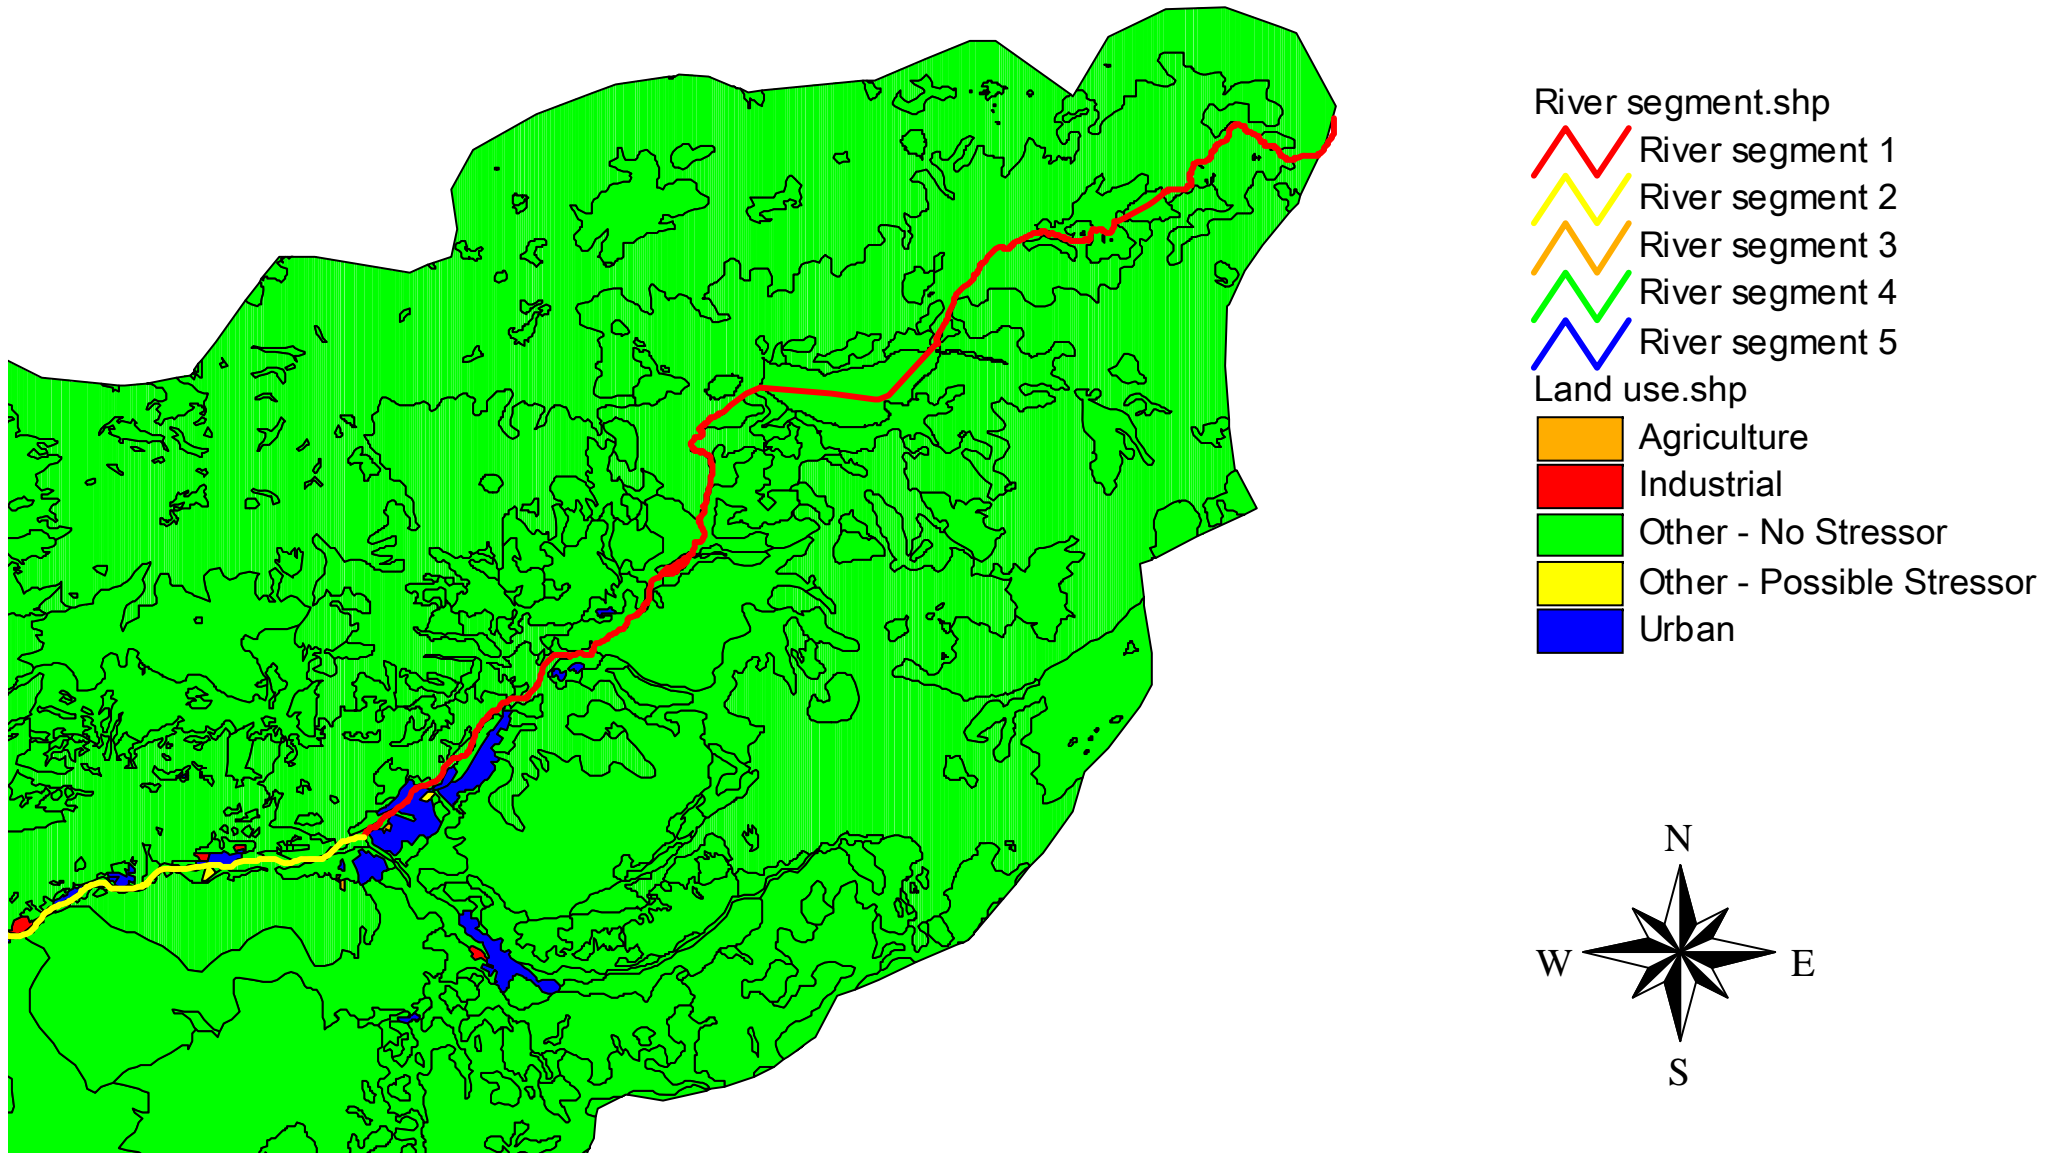 River segment.shp
River segment 1
River segment 2
River segment 3
River segment 4
River segment 5
Land use.shp
Agriculture
Industrial
Other - No Stressor
Other - Possible Stressor
Urban
N
W E
S